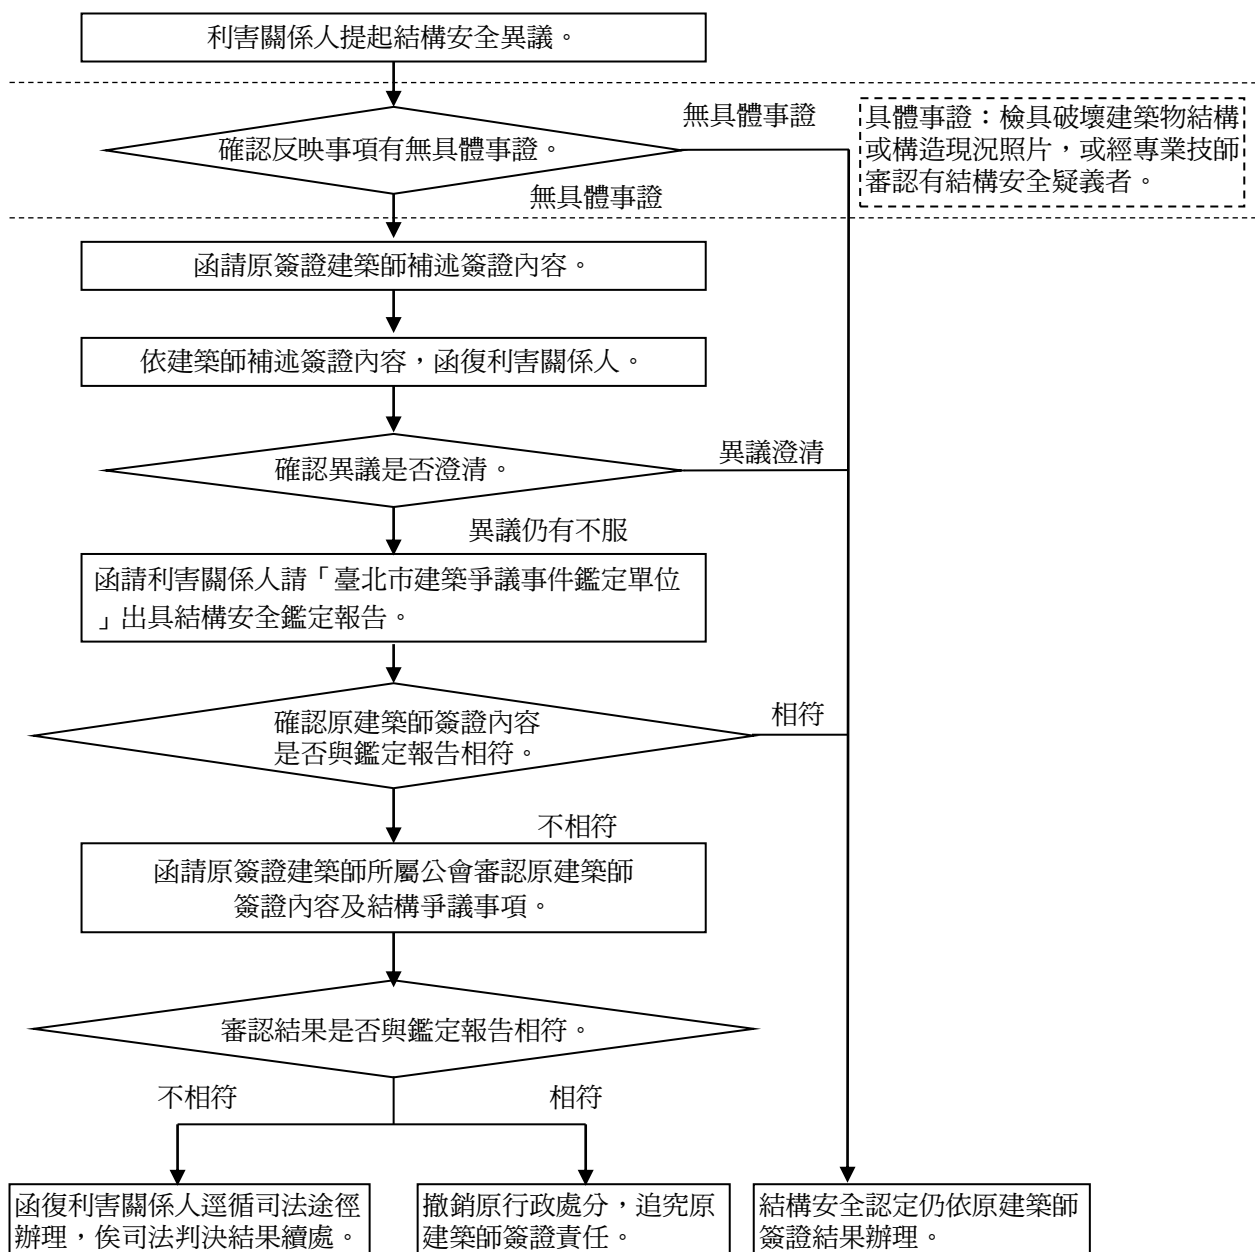 利害關係人提起結構安全異議。
無具體事證
具體事證：檢具破壞建築物結構
或構造現況照片，或經專業技師
審認有結構安全疑義者。
確認反映事項有無具體事證。
無具體事證
函請原簽證建築師補述簽證內容。
依建築師補述簽證內容，函復利害關係人。
確認異議是否澄清。
異議澄清
異議仍有不服
函請利害關係人請「臺北市建築爭議事件鑑定單位
」出具結構安全鑑定報告。
確認原建築師簽證內容
是否與鑑定報告相符。
相符
不相符
函請原簽證建築師所屬公會審認原建築師
簽證內容及結構爭議事項。
審認結果是否與鑑定報告相符。
不相符
相符
函復利害關係人逕循司法途徑
辦理，俟司法判決結果續處。
撤銷原行政處分，追究原
建築師簽證責任。
結構安全認定仍依原建築師
簽證結果辦理。